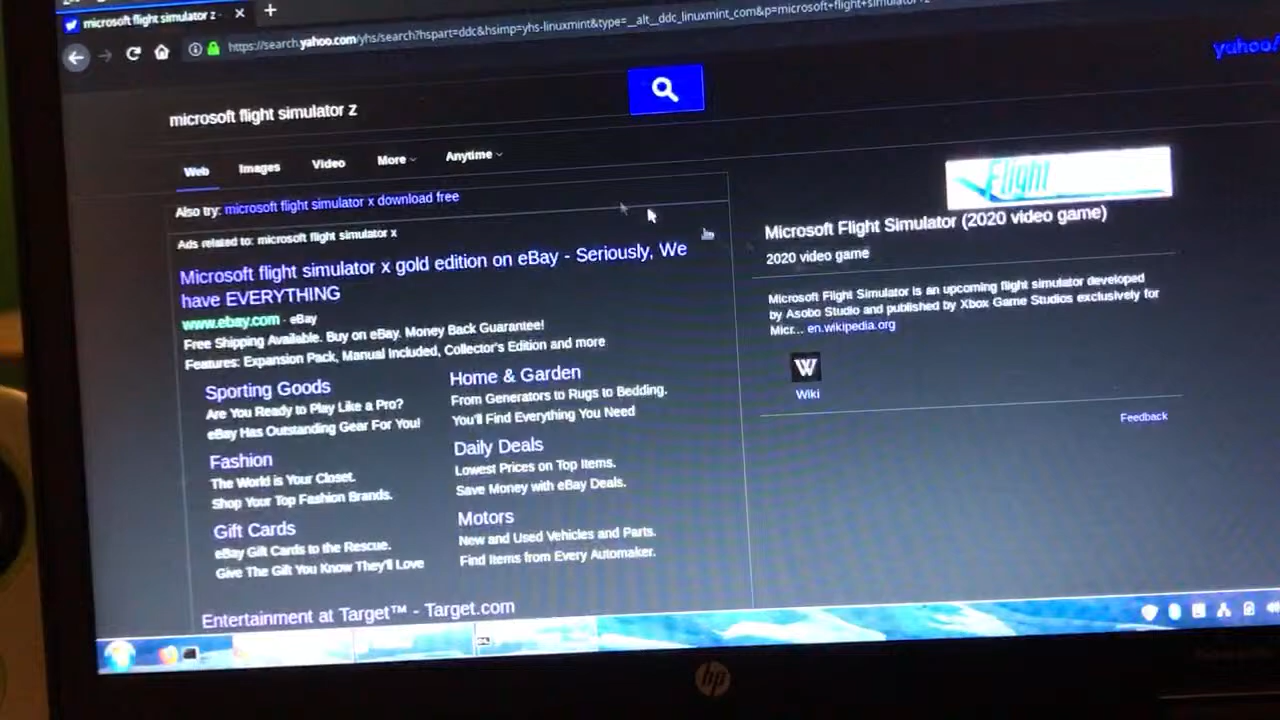 microsoft flight simulator z -
https://search.yahoo.com/yhs/search?hspart=ddc&hsimp=yhs-linuxmint&type=__alt__ddc_linuxmint_com&p=microsoft+flight+simulator+z
yahoo/
microsoft flight simulator z
Web Images Video More Anytime
Also try: microsoft flight simulator x download free
Ads related to: microsoft flight simulator x
Microsoft flight simulator x gold edition on eBay - Seriously, We
have EVERYTHING
www.ebay.com · eBay
Free Shipping Available. Buy on eBay. Money Back Guarantee!
Features: Expansion Pack, Manual Included, Collector's Edition and more
Sporting Goods
Are You Ready to Play Like a Pro?
eBay Has Outstanding Gear For You!
Fashion
The World is Your Closet.
Shop Your Top Fashion Brands.
Gift Cards
eBay Gift Cards to the Rescue.
Give The Gift You Know They'll Love
Home & Garden
From Generators to Rugs to Bedding.
You'll Find Everything You Need
Daily Deals
Lowest Prices on Top Items.
Save Money with eBay Deals.
Motors
New and Used Vehicles and Parts.
Find Items from Every Automaker.
Entertainment at Target™ - Target.com
Flight
Microsoft Flight Simulator (2020 video game)
2020 video game
Microsoft Flight Simulator is an upcoming flight simulator developed
by Asobo Studio and published by Xbox Game Studios exclusively for
Micr... en.wikipedia.org
W
Wiki
Feedback
hp